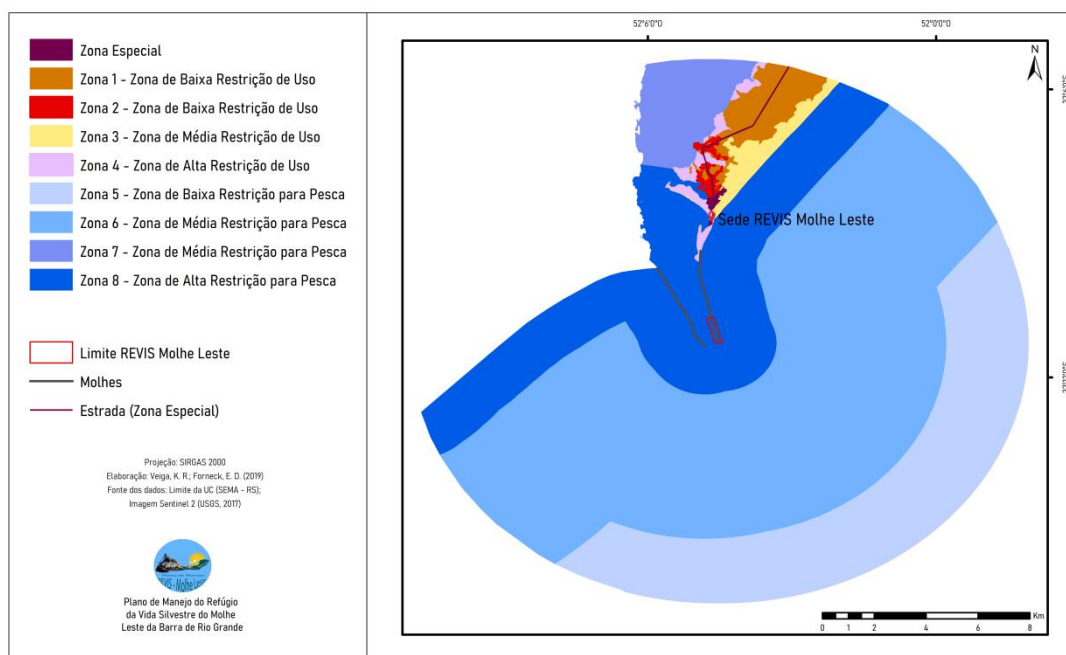 Zona Especial
Zona 1 - Zona de Baixa Restrição de Uso
Zona 2 - Zona de Baixa Restrição de Uso
Zona 3 - Zona de Média Restrição de Uso
Zona 4 - Zona de Alta Restrição de Uso
Zona 5 - Zona de Baixa Restrição para Pesca
Zona 6 - Zona de Média Restrição para Pesca
Zona 7 - Zona de Média Restrição para Pesca
Zona 8 - Zona de Alta Restrição para Pesca
Limite REVIS Molhe Leste
Molhes
Estrada (Zona Especial)
Projeção: SIRGAS 2000
Elaboração: Veiga, K. R.; Forneck, E. D. (2019)
Fonte dos dados: Limite da UC (SEMA - RS);
Imagem Sentinel 2 (USGS, 2017)
Plano de Manejo
REVIS - Molhe Leste
Plano de Manejo do Refúgio
da Vida Silvestre do Molhe
Leste da Barra de Rio Grande
52°6'0"O
52°0'0"O
N
Sede REVIS Molhe Leste
Km
0 1 2 4 6 8